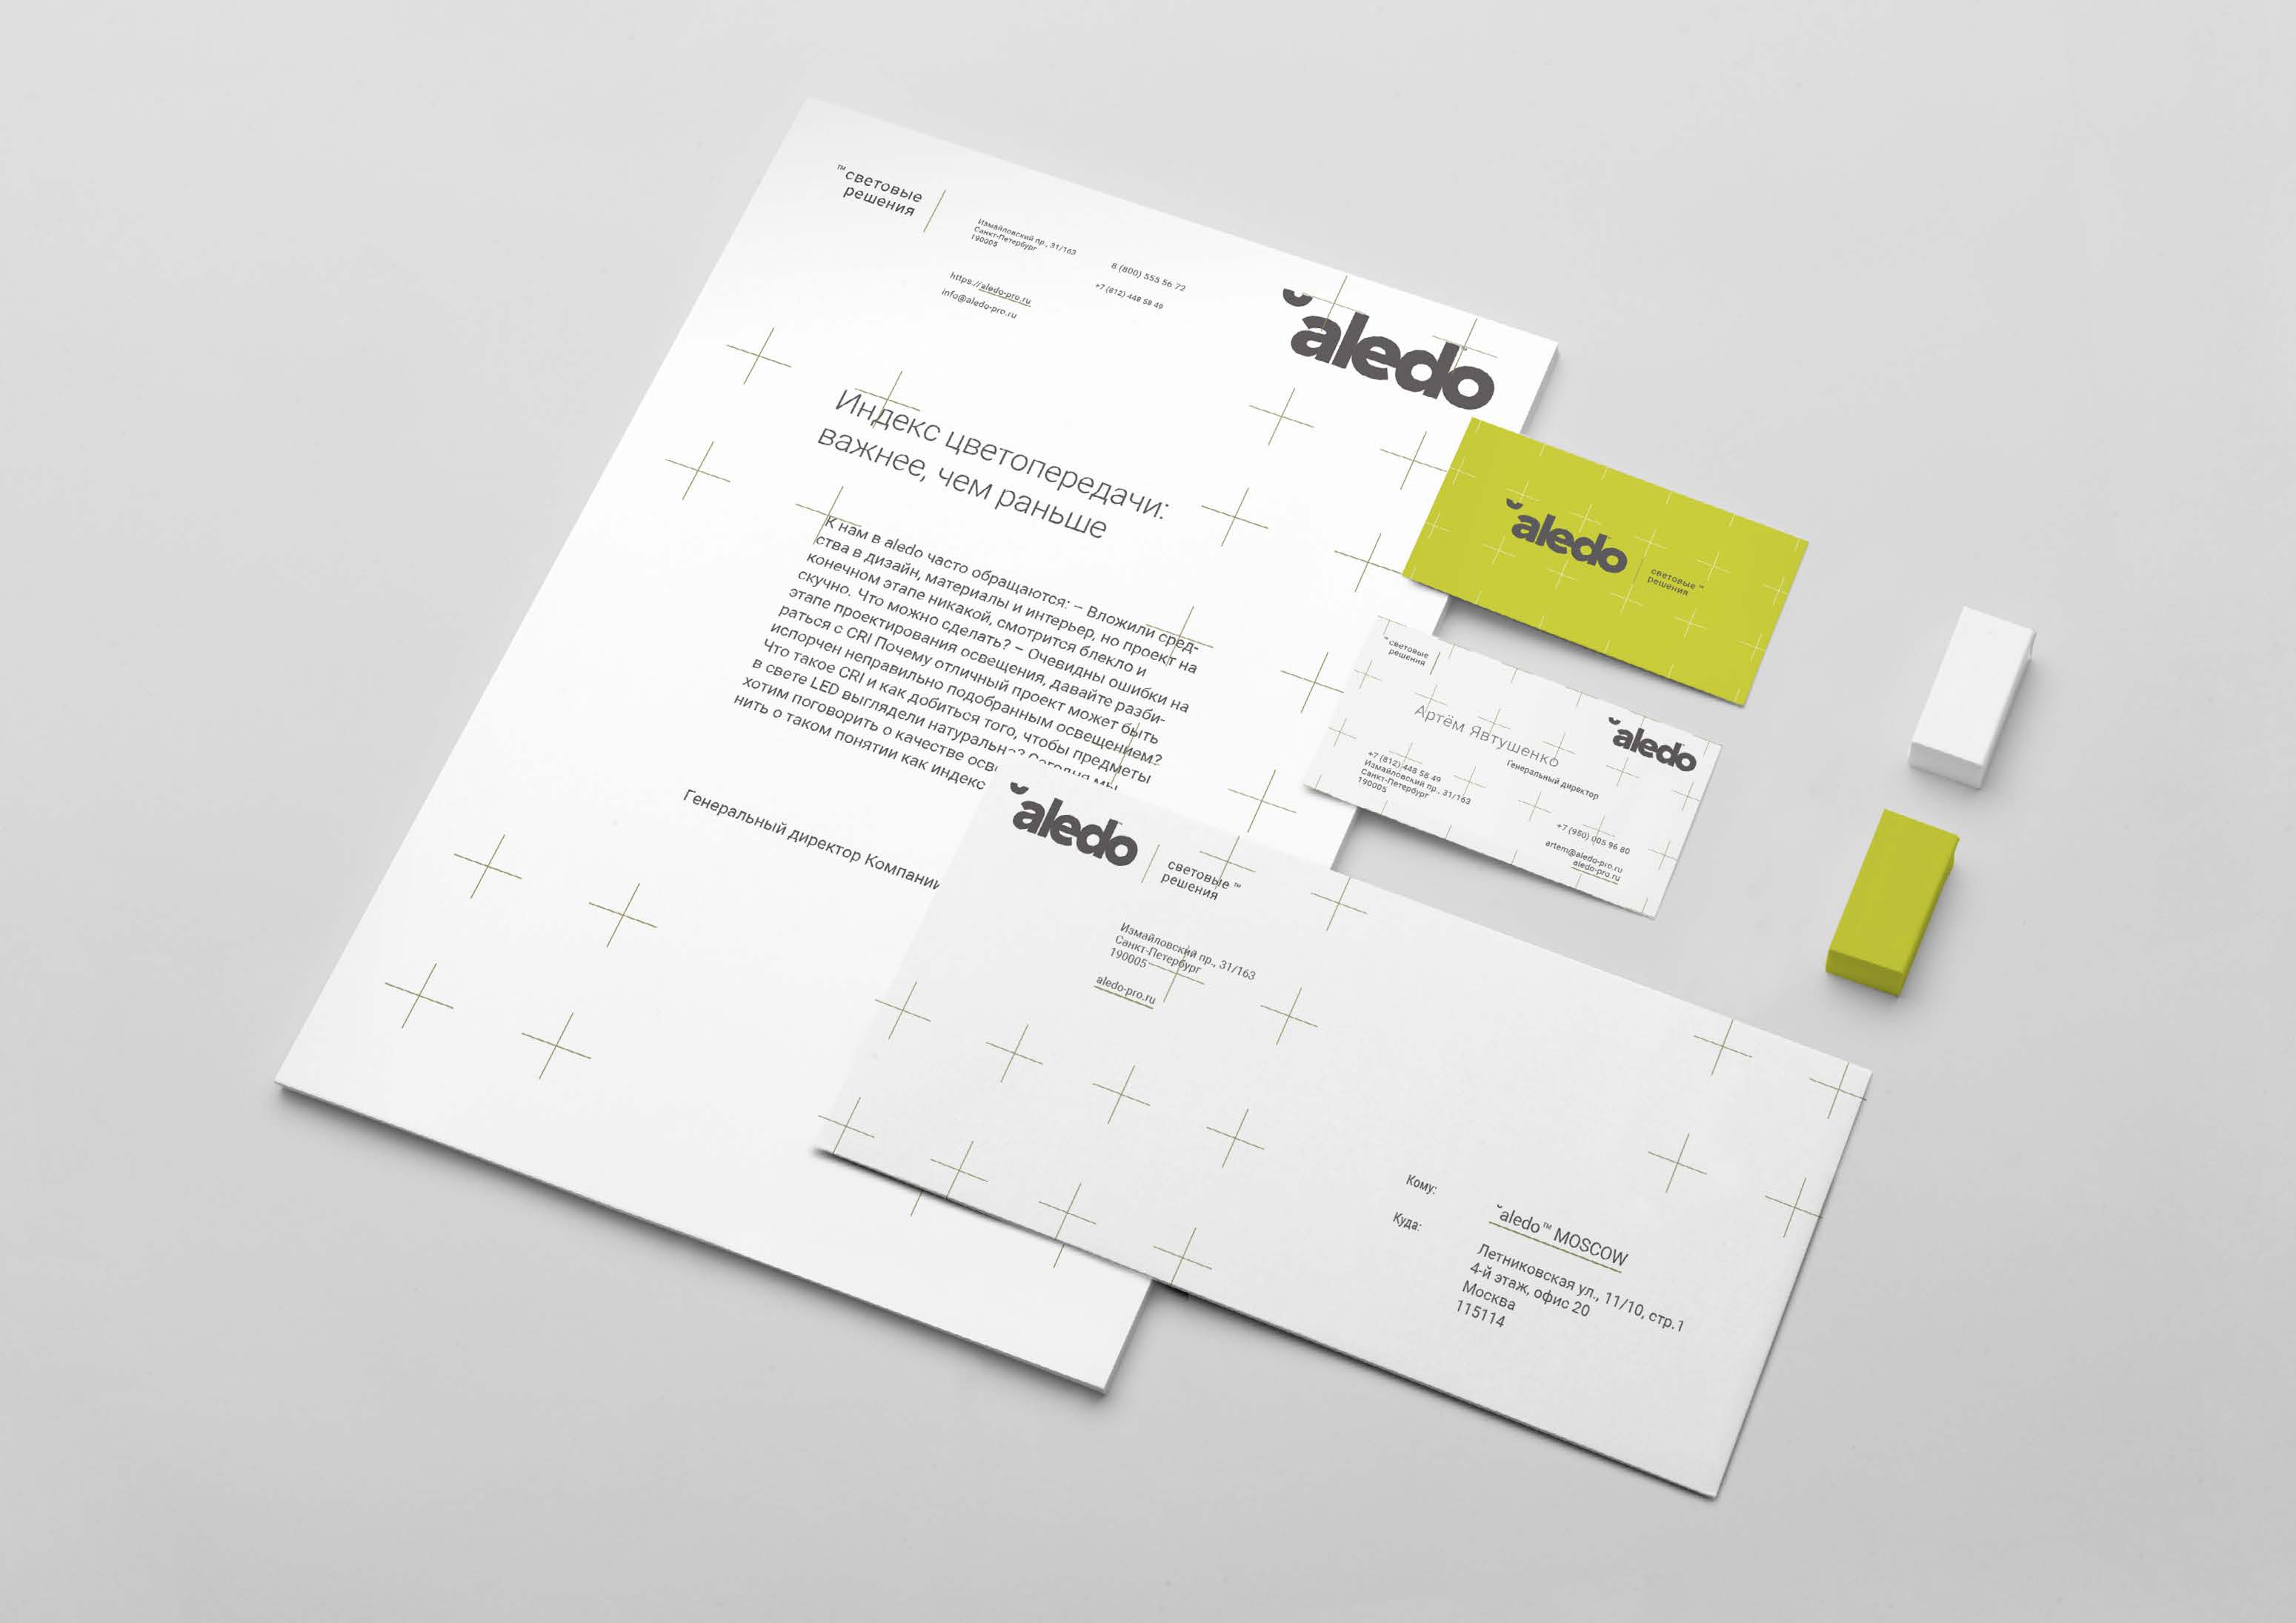 ™световые
решения
Измайловский пр., 31/163
Санкт-Петербург
190005
8 (800) 555 56 72
https://aledo-pro.ru
+7 (812) 448 58 49
info@aledo-pro.ru
˘aledo
Индекс цветопередачи:
важнее, чем раньше
К нам в aledo часто обращаются: – Вложили сред-
ства в дизайн, материалы и интерьер, но проект на
конечном этапе никакой, смотрится блекло и
скучно. Что можно сделать? – Очевидны ошибки на
этапе проектирования освещения, давайте разби-
раться с CRI Почему отличный проект может быть
испорчен неправильно подобранным освещением?
Что такое CRI и как добиться того, чтобы предметы
в свете LED выглядели натурально? Сегодня мы
хотим поговорить о качестве осв
нить о таком понятии как индекс
Генеральный директор Компании
˘aledo
световые ™
решения
™световые
решения
˘aledo
Артём Явтушенко
Генеральный директор
+7 (812) 448 58 49
Измайловский пр., 31/163
Санкт-Петербург
190005
+7 (950) 005 96 80
artem@aledo-pro.ru
aledo-pro.ru
˘aledo
световые ™
решения
Измайловский пр., 31/163
Санкт-Петербург
190005
aledo-pro.ru
Кому:
˘aledo™ MOSCOW
Куда:
Летниковская ул., 11/10, стр.1
4-й этаж, офис 20
Москва
115114